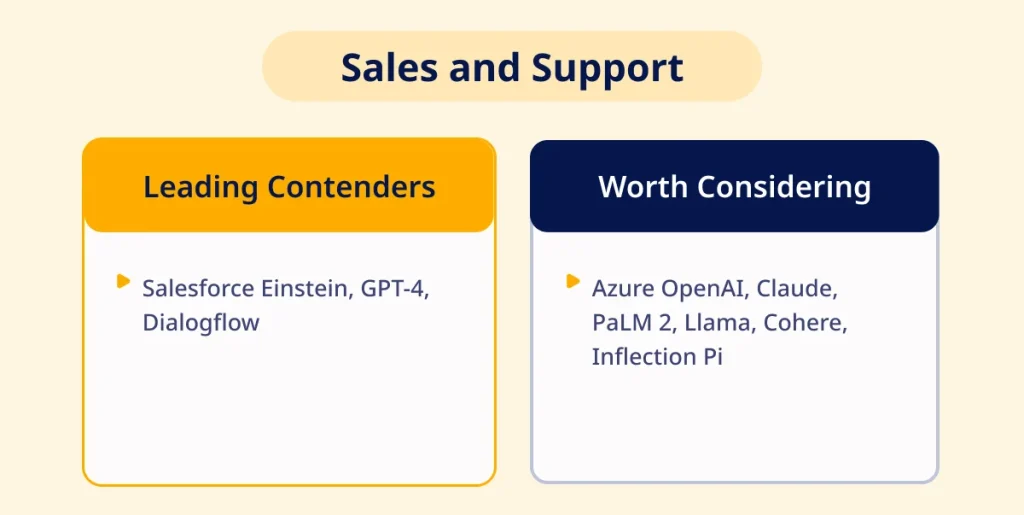 Sales and Support
Leading Contenders
Salesforce Einstein, GPT-4,
Dialogflow
Worth Considering
Azure OpenAI, Claude,
PaLM 2, Llama, Cohere,
Inflection Pi